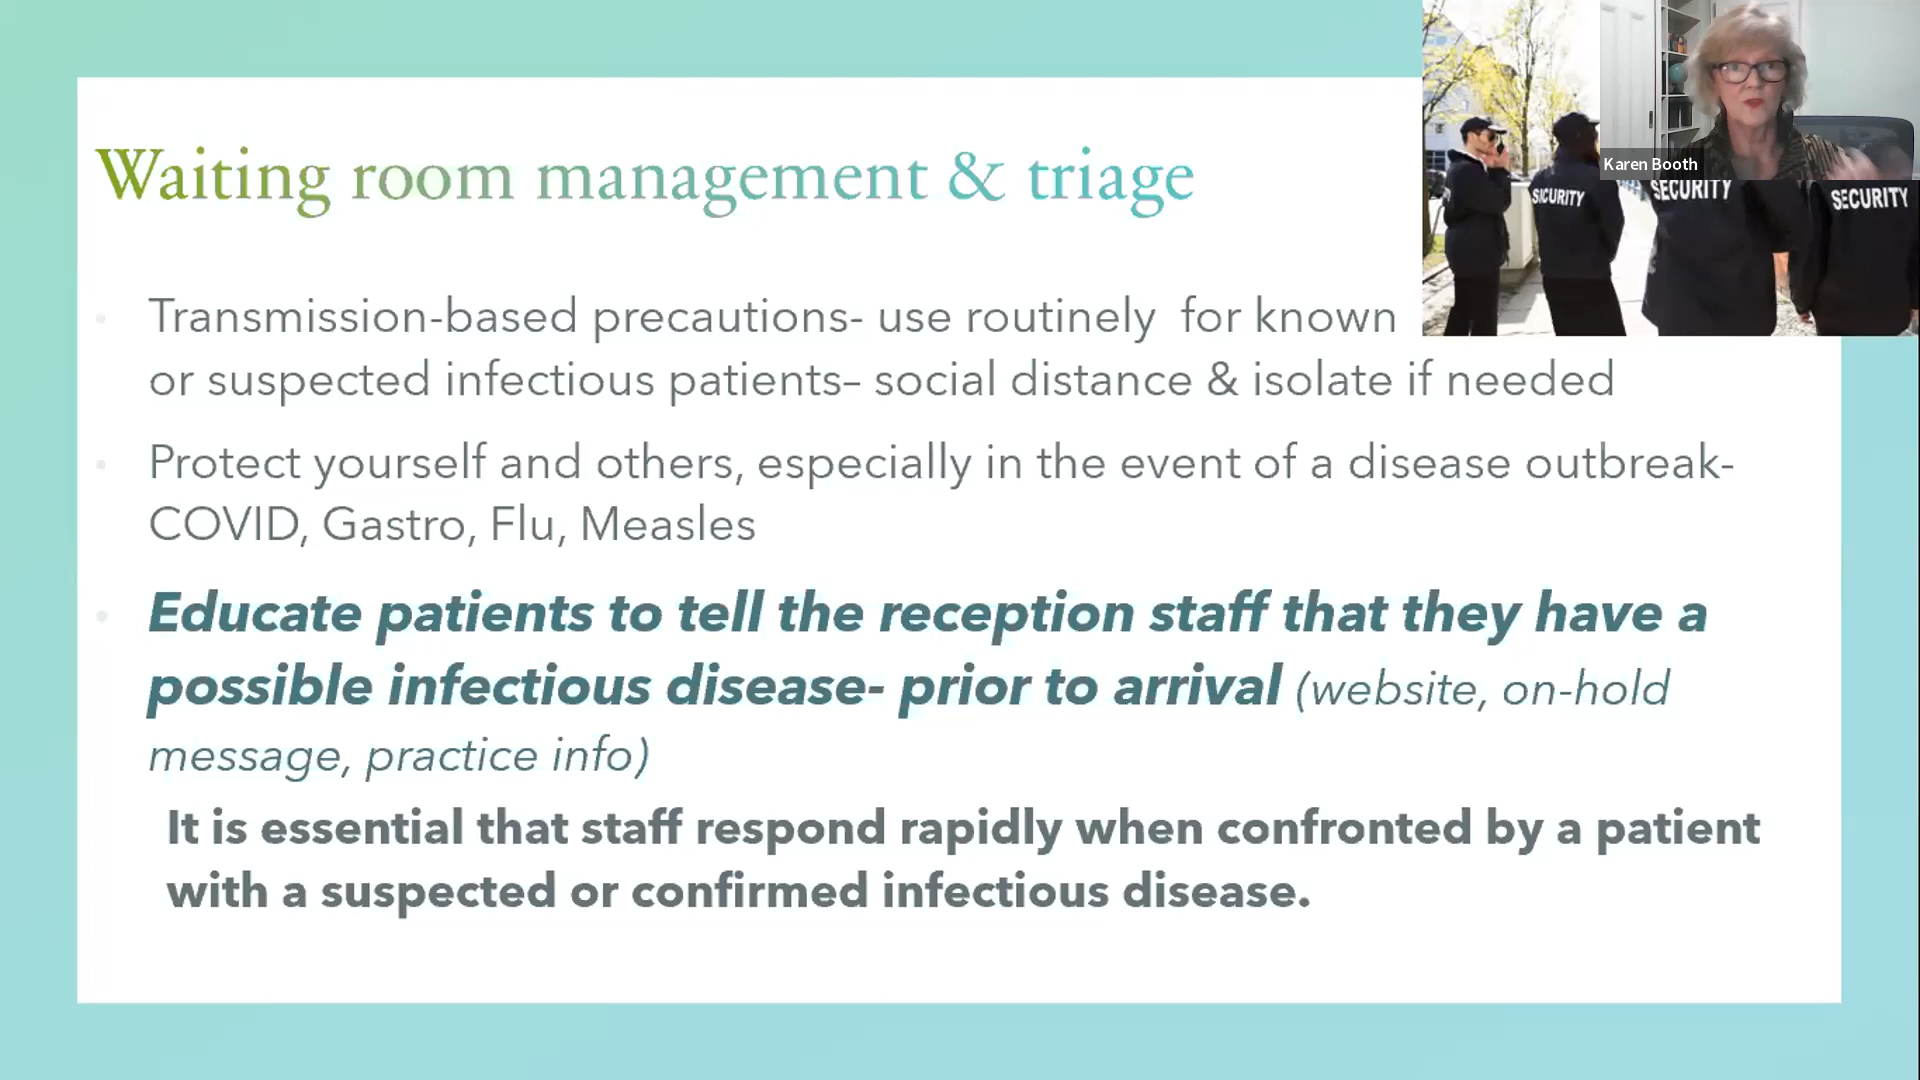 Waiting room management & triage
Karen Booth
SECURITY
SECURITY
SECURITY
Transmission-based precautions- use routinely for known
or suspected infectious patients– social distance & isolate if needed
Protect yourself and others, especially in the event of a disease outbreak-
COVID, Gastro, Flu, Measles
Educate patients to tell the reception staff that they have a
possible infectious disease- prior to arrival (website, on-hold
message, practice info)
It is essential that staff respond rapidly when confronted by a patient
with a suspected or confirmed infectious disease.